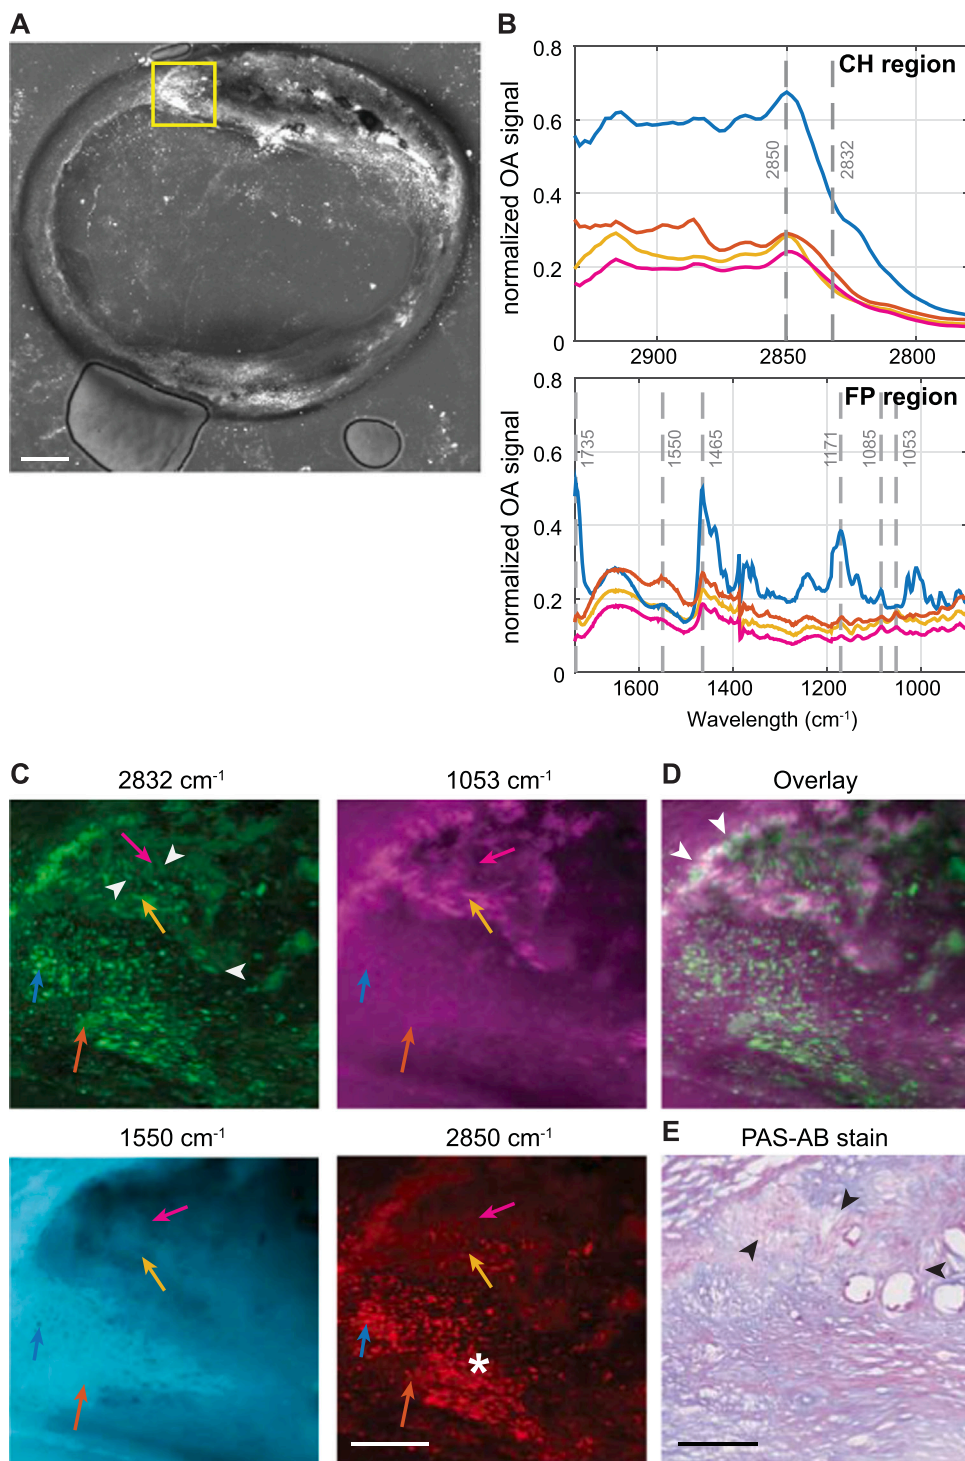 A
B
CH region
normalized OA signal
0.8
0.6
0.4
0.2
0
2850
2832
2900
2850
2800
FP region
normalized OA signal
0.8
0.6
0.4
0.2
0
1735
1550
1465
1171
1085
1053
1600
1400
1200
1000
Wavelength (cm⁻¹)
C
2832 cm⁻¹
1053 cm⁻¹
D
Overlay
1550 cm⁻¹
2850 cm⁻¹
*
E
PAS-AB stain